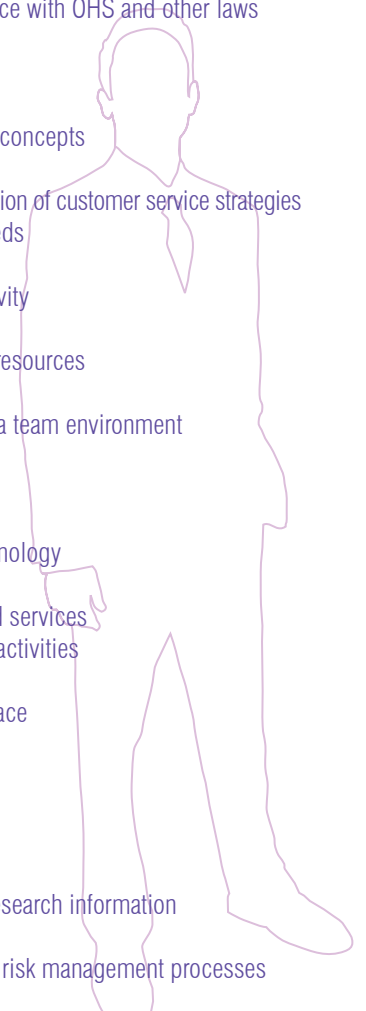 ce with OHS and other laws
concepts
ion of customer service strategies
eds
vity
resources
a team environment
nology
l services
activities
ace
search information
risk management processes